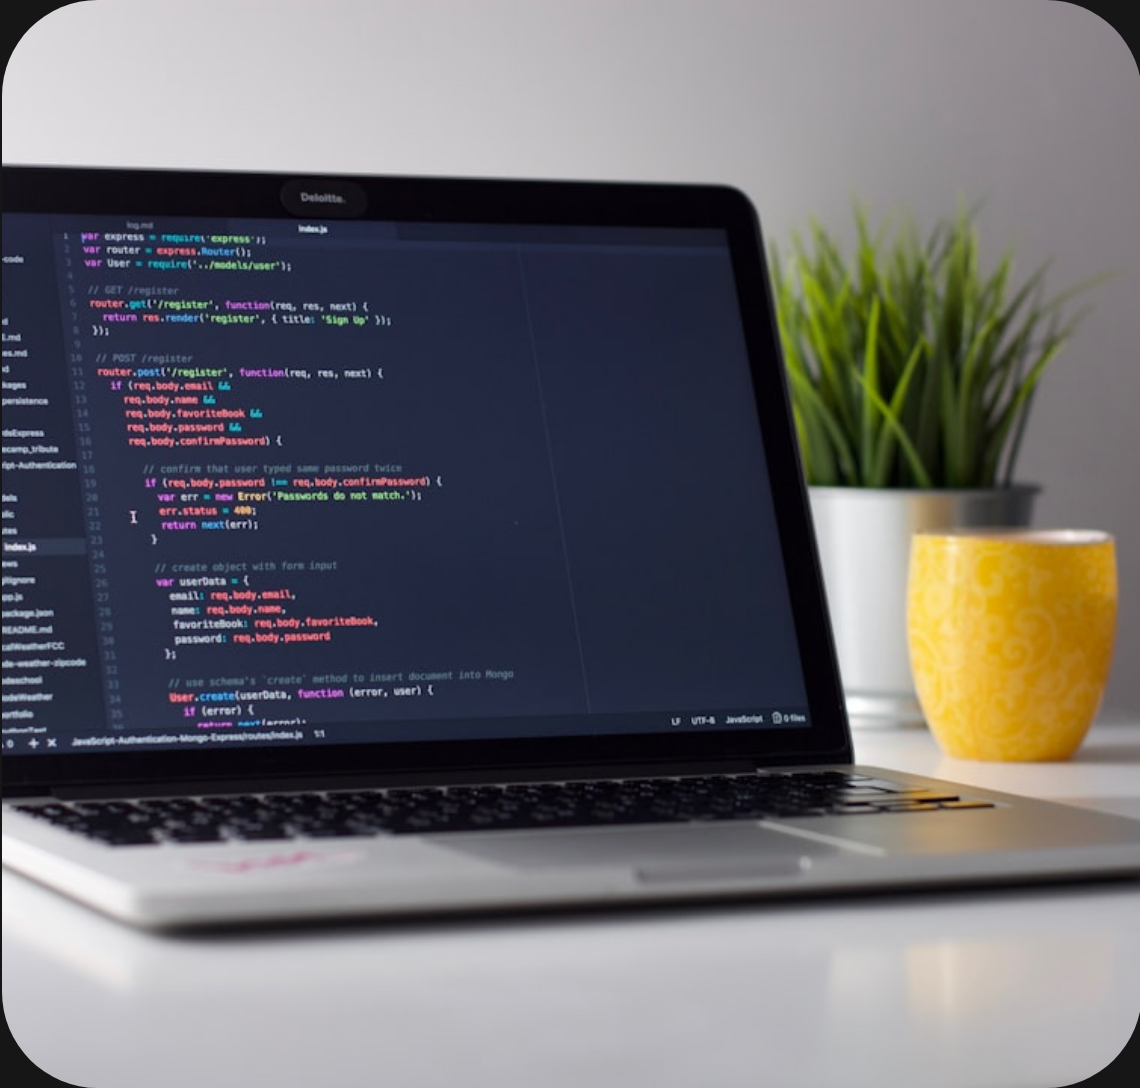 Deloitte.
log.md
index.js
-code
d
E.md
es.md
kages
persistence
rdsExpress
ecamp_tribute
ript-Authentication
dels
olic
utes
index.js
ews
gitignore
pp.js
package.json
README.md
calWeatherFCC
de-weather-zipcode
odeschool
odeWeather
portfolio
1 var express = require('express');
2 var router = express.Router();
3 var User = require('../models/user');
4
5 // GET /register
6 router.get('/register', function(req, res, next) {
7 return res.render('register', { title: 'Sign Up' });
8 });
9
10 // POST /register
11 router.post('/register', function(req, res, next) {
12 if (req.body.email &&
13 req.body.name &&
14 req.body.favoriteBook &&
15 req.body.password &&
16 req.body.confirmPassword) {
17
18 // confirm that user typed same password twice
19 if (req.body.password !== req.body.confirmPassword) {
20 var err = new Error('Passwords do not match.');
21 err.status = 400;
22 return next(err);
23 }
24
25 // create object with form input
26 var userData = {
27 email: req.body.email,
28 name: req.body.name,
29 favoriteBook: req.body.favoriteBook,
30 password: req.body.password
31 };
32
33 // use schema's `create` method to insert document into Mongo
34 User.create(userData, function (error, user) {
35 if (error) {
36 return next(error);
0 + × JavaScript-Authentication-Mongo-Express/routes/index.js 1:1 LF UTF-8 JavaScript 0 files